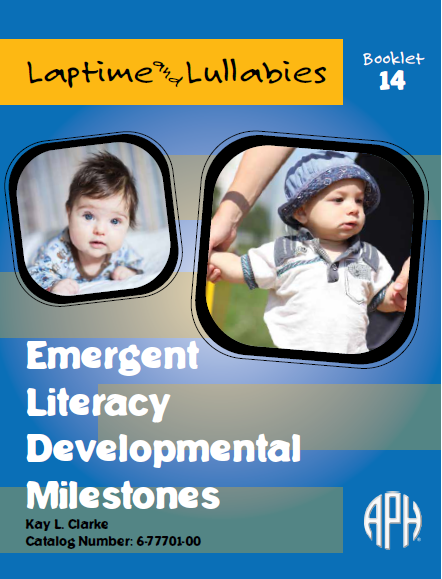 Laptime and Lullabies
Booklet
14
Emergent
Literacy
Developmental
Milestones
Kay L. Clarke
Catalog Number: 6-77701-00
APH